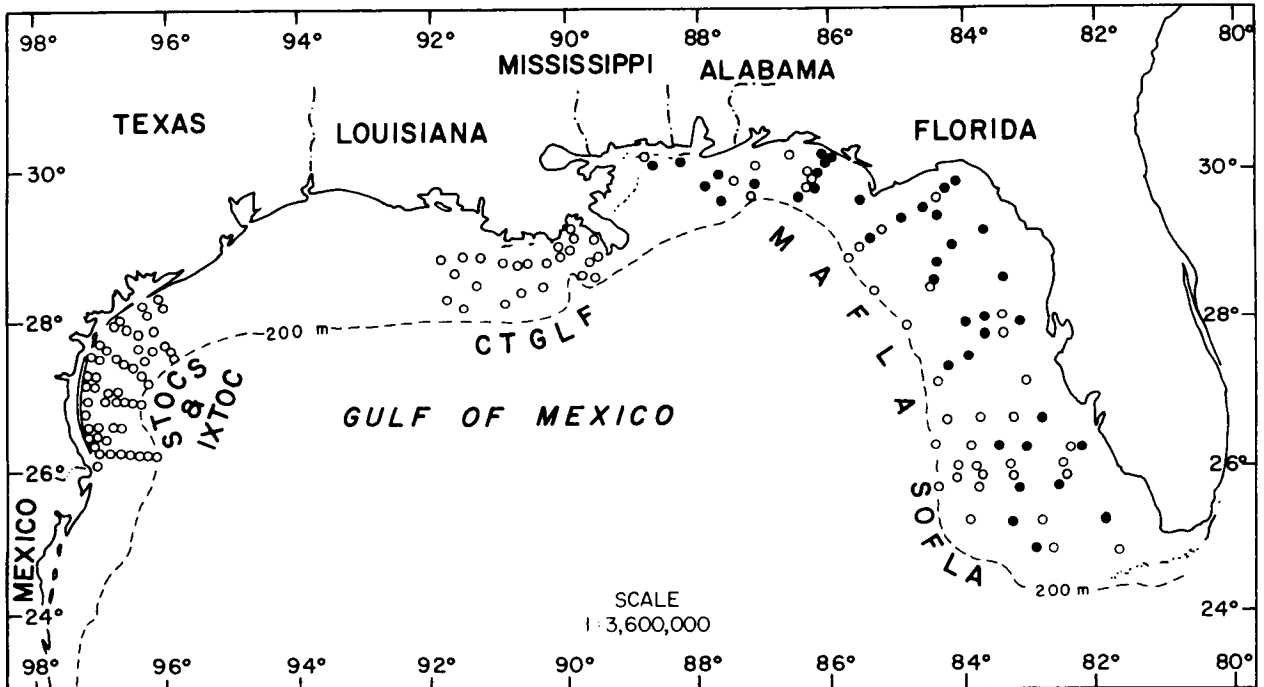 98° 96° 94° 92° 90° 88° 86° 84° 82° 80°
MISSISSIPPI ALABAMA
TEXAS LOUISIANA FLORIDA
30° 30°
MAFLA
28° 28°
200 m
CTGLF
STOCS
&
IXTOC
GULF OF MEXICO
26° 26°
SOFLA
MEXICO
200 m
24° 24°
SCALE
1:3,600,000
98° 96° 94° 92° 90° 88° 86° 84° 82° 80°